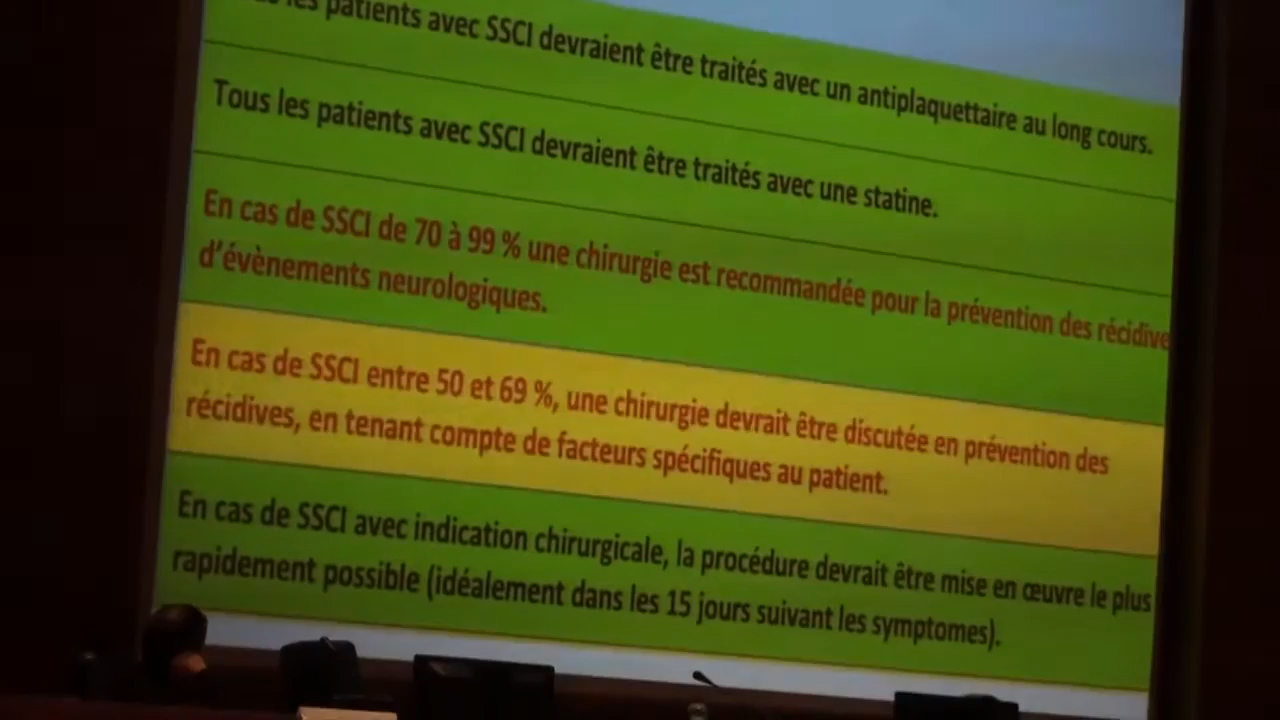 les patients avec SSCI devraient être traités avec un antiplaquettaire au long cours.
Tous les patients avec SSCI devraient être traités avec une statine.
En cas de SSCI de 70 à 99 % une chirurgie est recommandée pour la prévention des récidive
d'évènements neurologiques.
En cas de SSCI entre 50 et 69 %, une chirurgie devrait être discutée en prévention des
récidives, en tenant compte de facteurs spécifiques au patient.
En cas de SSCI avec indication chirurgicale, la procédure devrait être mise en œuvre le plus
rapidement possible (idéalement dans les 15 jours suivant les symptomes).